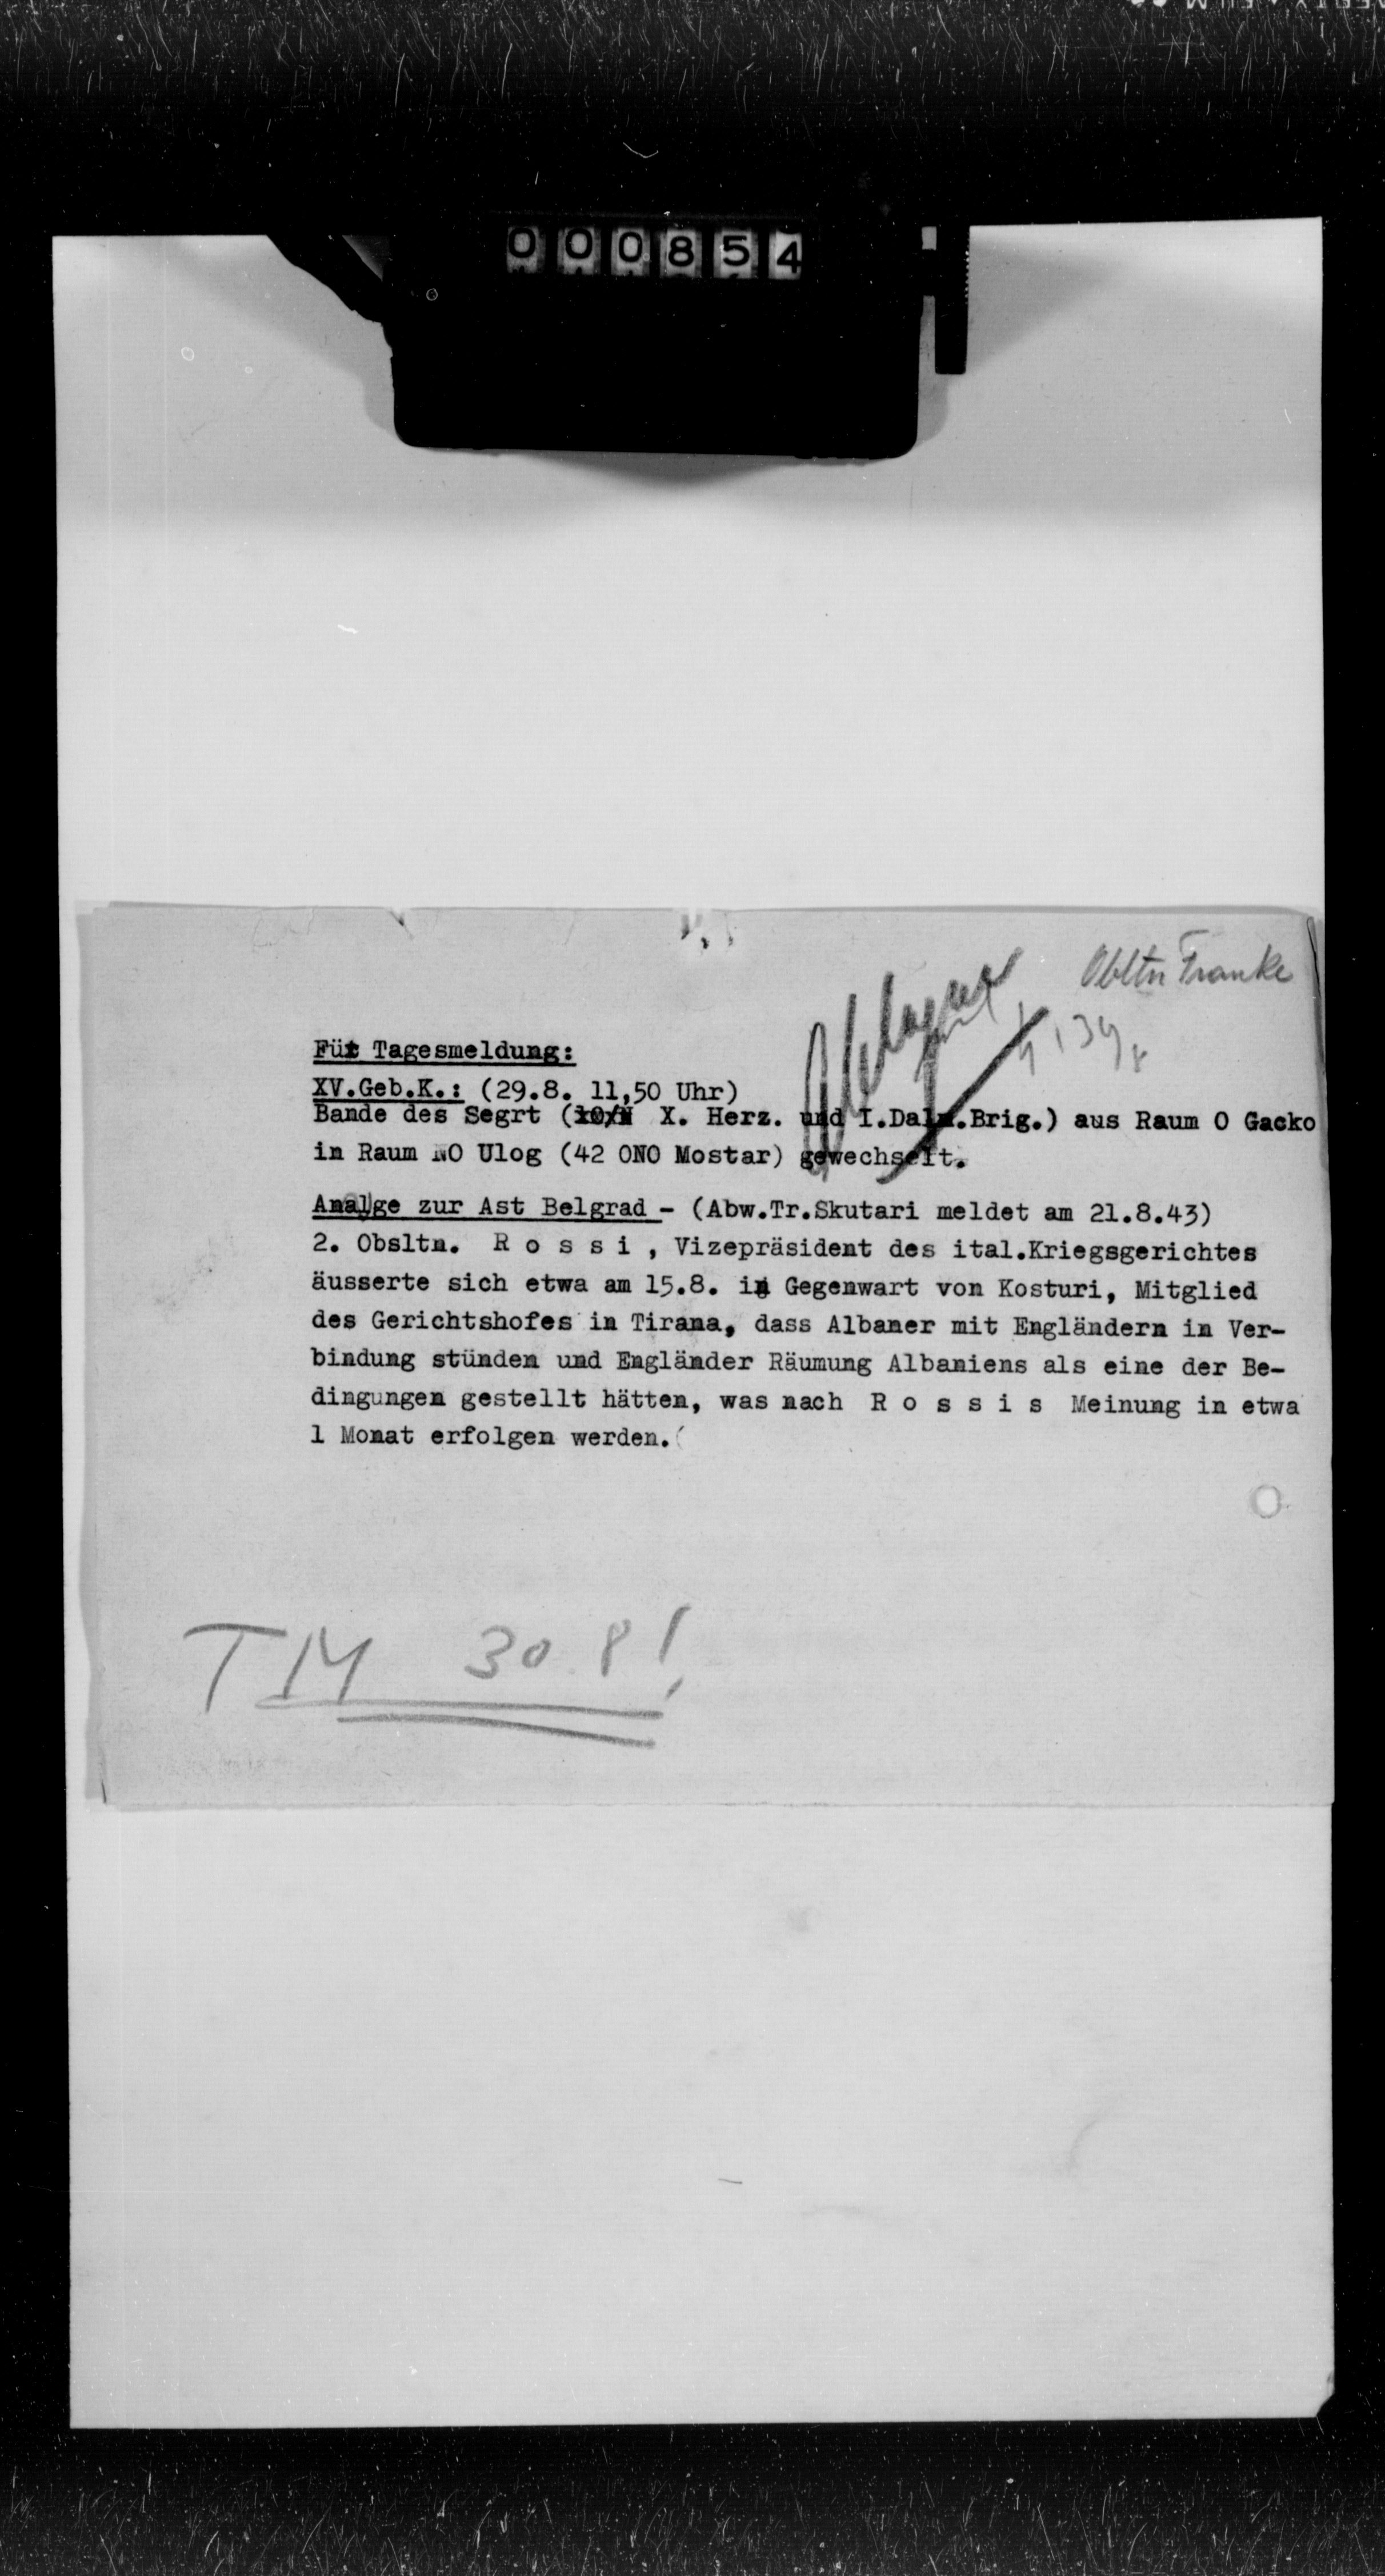 000854
Obltn Franke
Für Tagesmeldung:
XV.Geb.K.: (29.8. 11,50 Uhr)
Bande des Segrt ( X. Herz. und I.Dalm.Brig.) aus Raum O Gacko
in Raum NO Ulog (42 ONO Mostar) gewechselt.
Analge zur Ast Belgrad - (Abw.Tr.Skutari meldet am 21.8.43)
2. Obsltn. R o s s i , Vizepräsident des ital.Kriegsgerichtes
äusserte sich etwa am 15.8. in Gegenwart von Kosturi, Mitglied
des Gerichtshofes in Tirana, dass Albaner mit Engländern in Ver-
bindung stünden und Engländer Räumung Albaniens als eine der Be-
dingungen gestellt hätten, was nach R o s s i s Meinung in etwa
1 Monat erfolgen werden.
TM 30.8!